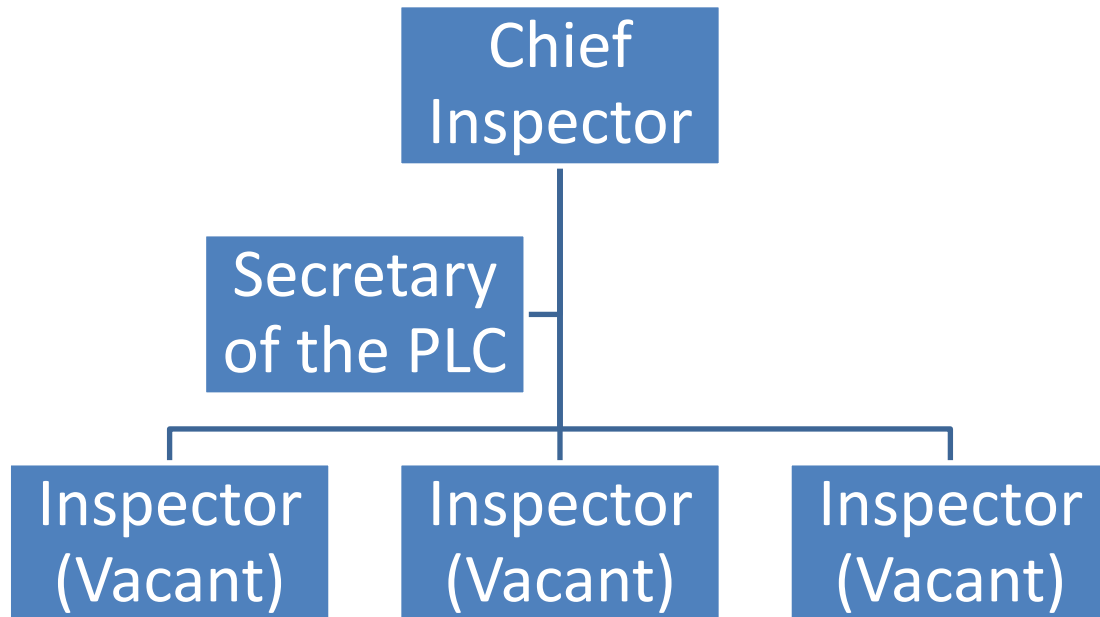 Chief
Inspector
Secretary
of the PLC
Inspector
(Vacant)
Inspector
(Vacant)
Inspector
(Vacant)